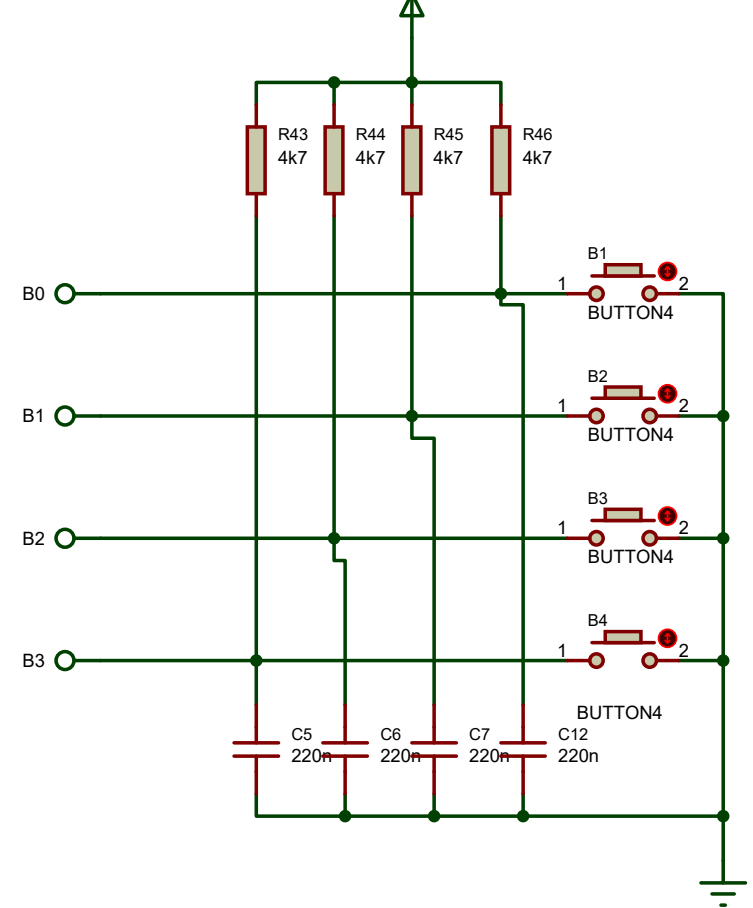 R43 R44 R45 R46
4k7 4k7 4k7 4k7
B1
B0 1 2
BUTTON4
B2
B1 1 2
BUTTON4
B3
B2 1 2
BUTTON4
B4
B3 1 2
BUTTON4
C5 C6 C7 C12
220n 220n 220n 220n